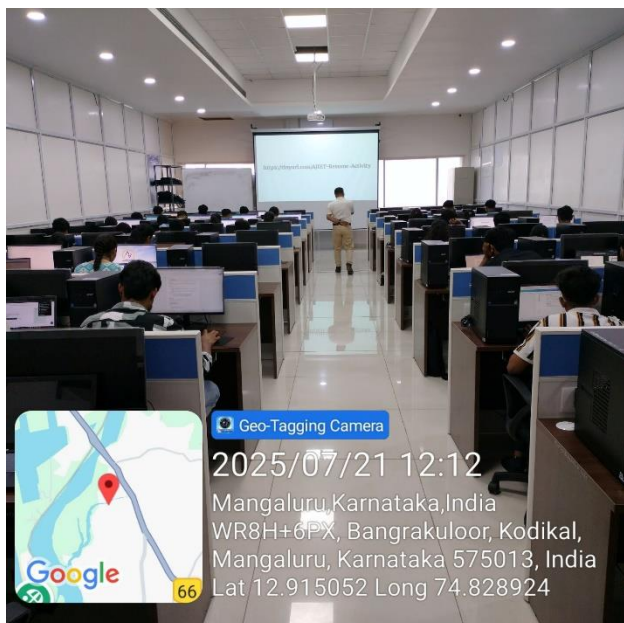 Geo-Tagging Camera
2025/07/21 12:12
Mangaluru,Karnataka,India
WR8H+6PX, Bangrakuloor, Kodikal,
Mangaluru, Karnataka 575013, India
Lat 12.915052 Long 74.828924
Google
66